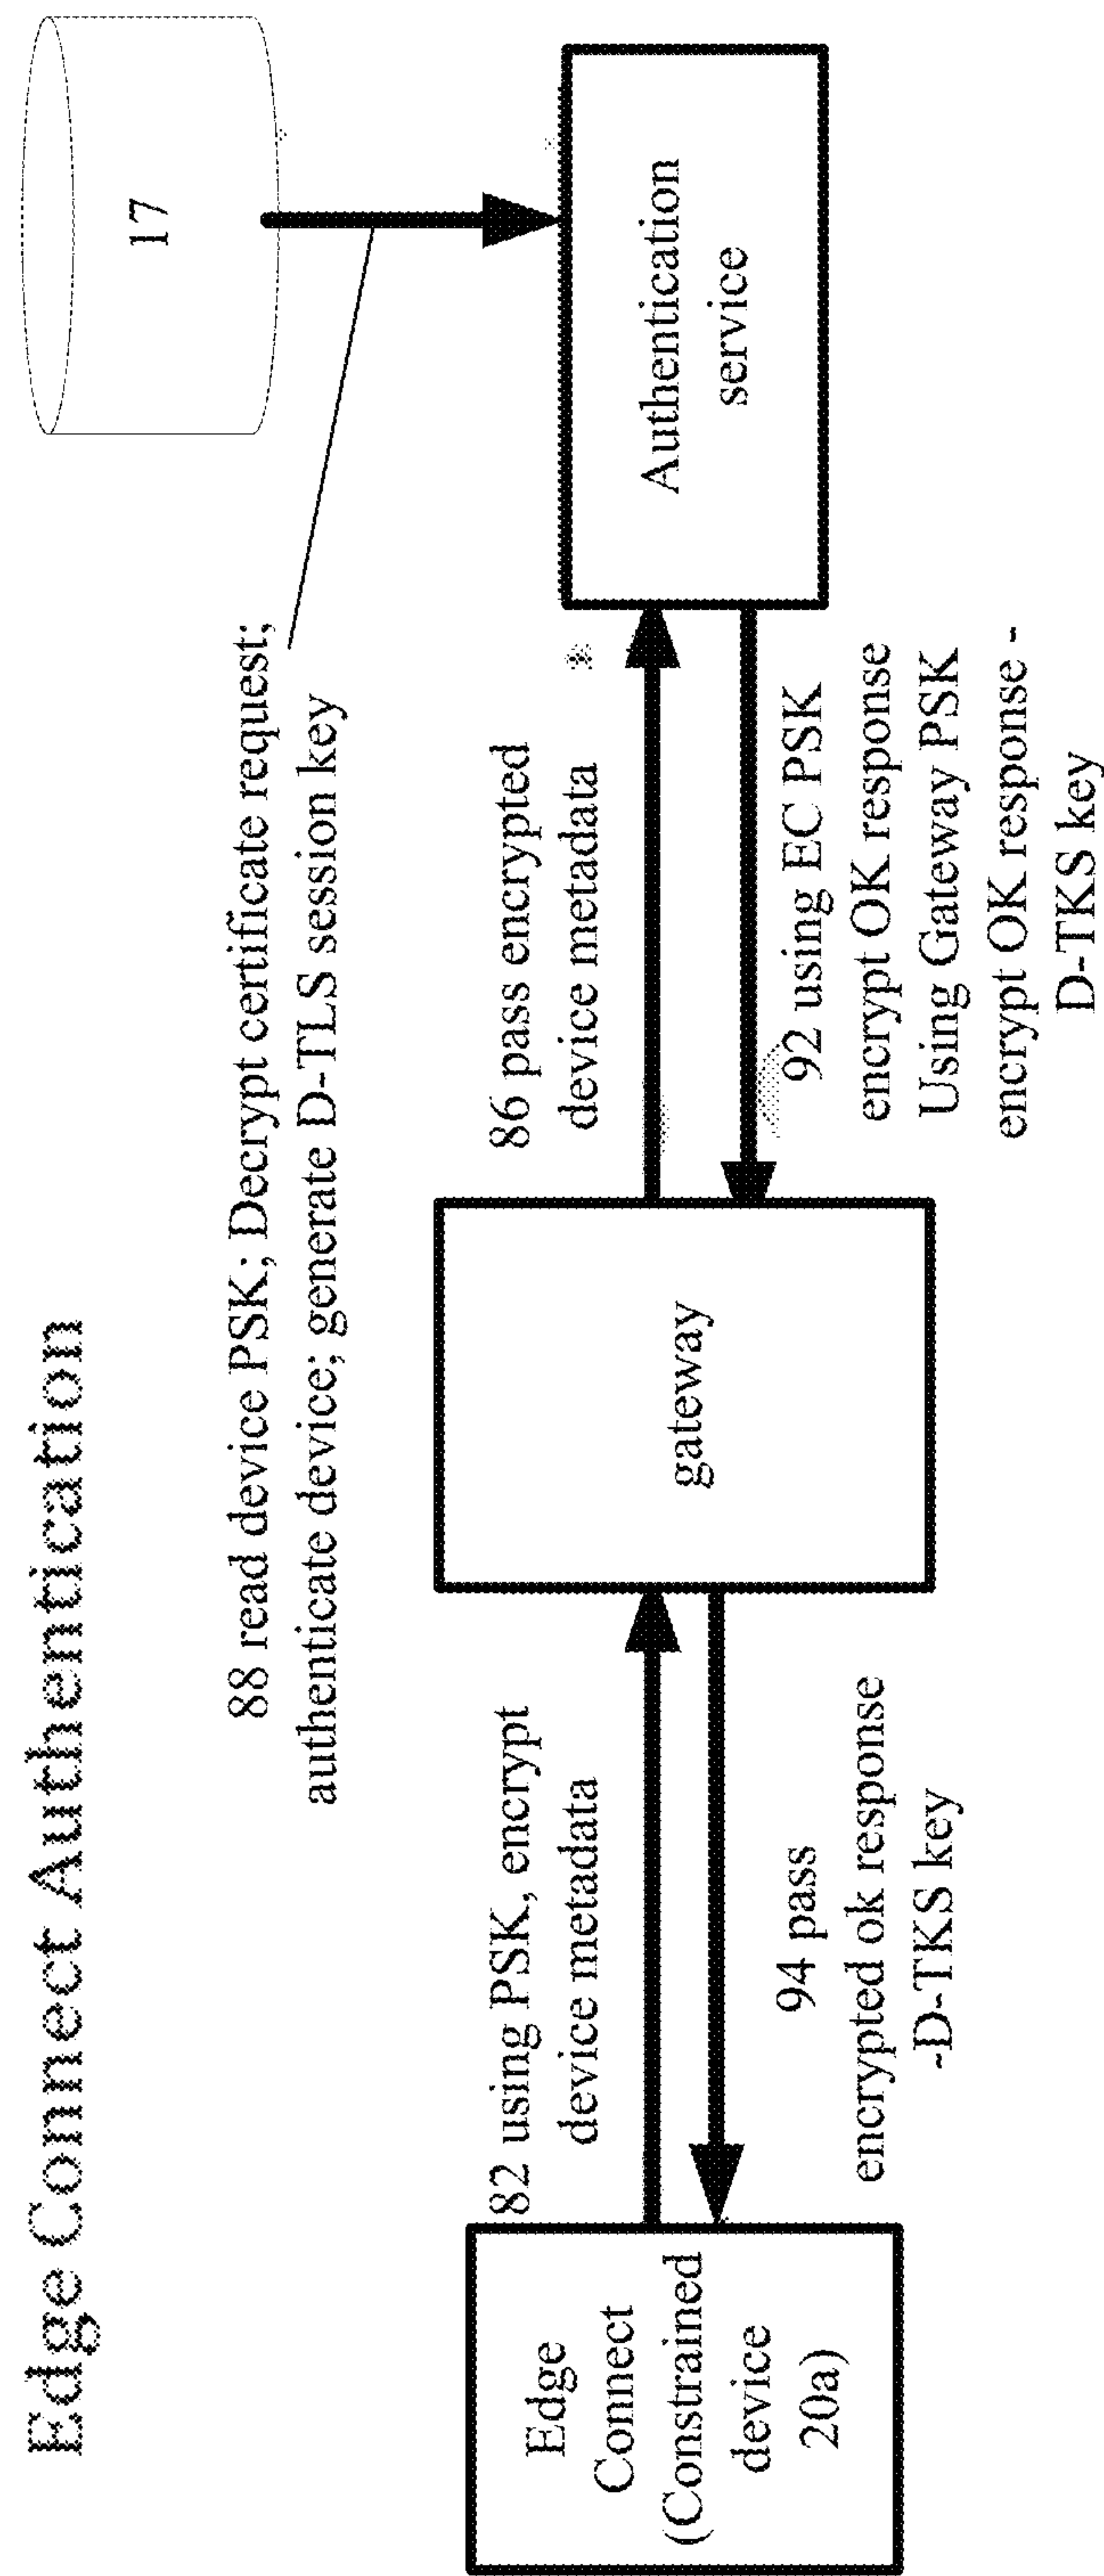 Edge Connect Authentication
17
88 read device PSK; Decrypt certificate request;
authenticate device; generate D-TLS session key
Edge
Connect
(Constrained
device
20a)
82 using PSK, encrypt
device metadata
94 pass
encrypted ok response
-D-TKS key
gateway
86 pass encrypted
device metadata
92 using EC PSK
encrypt OK response
Using Gateway PSK
encrypt OK response -
D-TKS key
Authentication
service